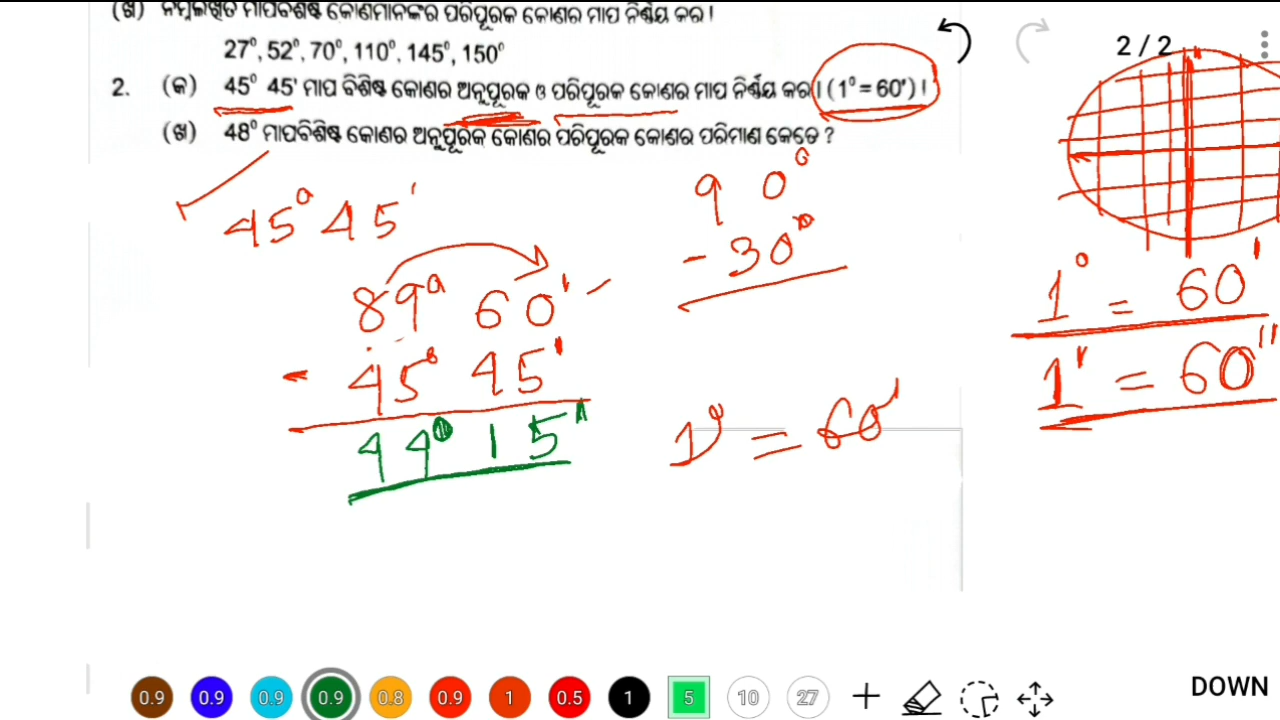 (ଖ) ନିମ୍ନଲିଖିତ ମାପବିଶିଷ୍ଟ କୋଣମାନଙ୍କର ପରିପୂରକ କୋଣର ମାପ ନିର୍ଣ୍ଣୟ କର ।
27°, 52°, 70°, 110°, 145°, 150°
2 / 2
2. (କ) 45° 45' ମାପ ବିଶିଷ୍ଟ କୋଣର ଅନୁପୂରକ ଓ ପରିପୂରକ କୋଣର ମାପ ନିର୍ଣ୍ଣୟ କର । (1° = 60') ।
(ଖ) 48° ମାପବିଶିଷ୍ଟ କୋଣର ଅନୁପୂରକ କୋଣର ପରିପୂରକ କୋଣର ପରିମାଣ କେତେ ?
45° 45'
90°
- 30°
89° 60'
- 45° 45'
44° 15'
1° = 60'
1° = 60'
1' = 60"
0.9 0.9 0.9 0.9 0.8 0.9 1 0.5 1 5 10 27
DOWN